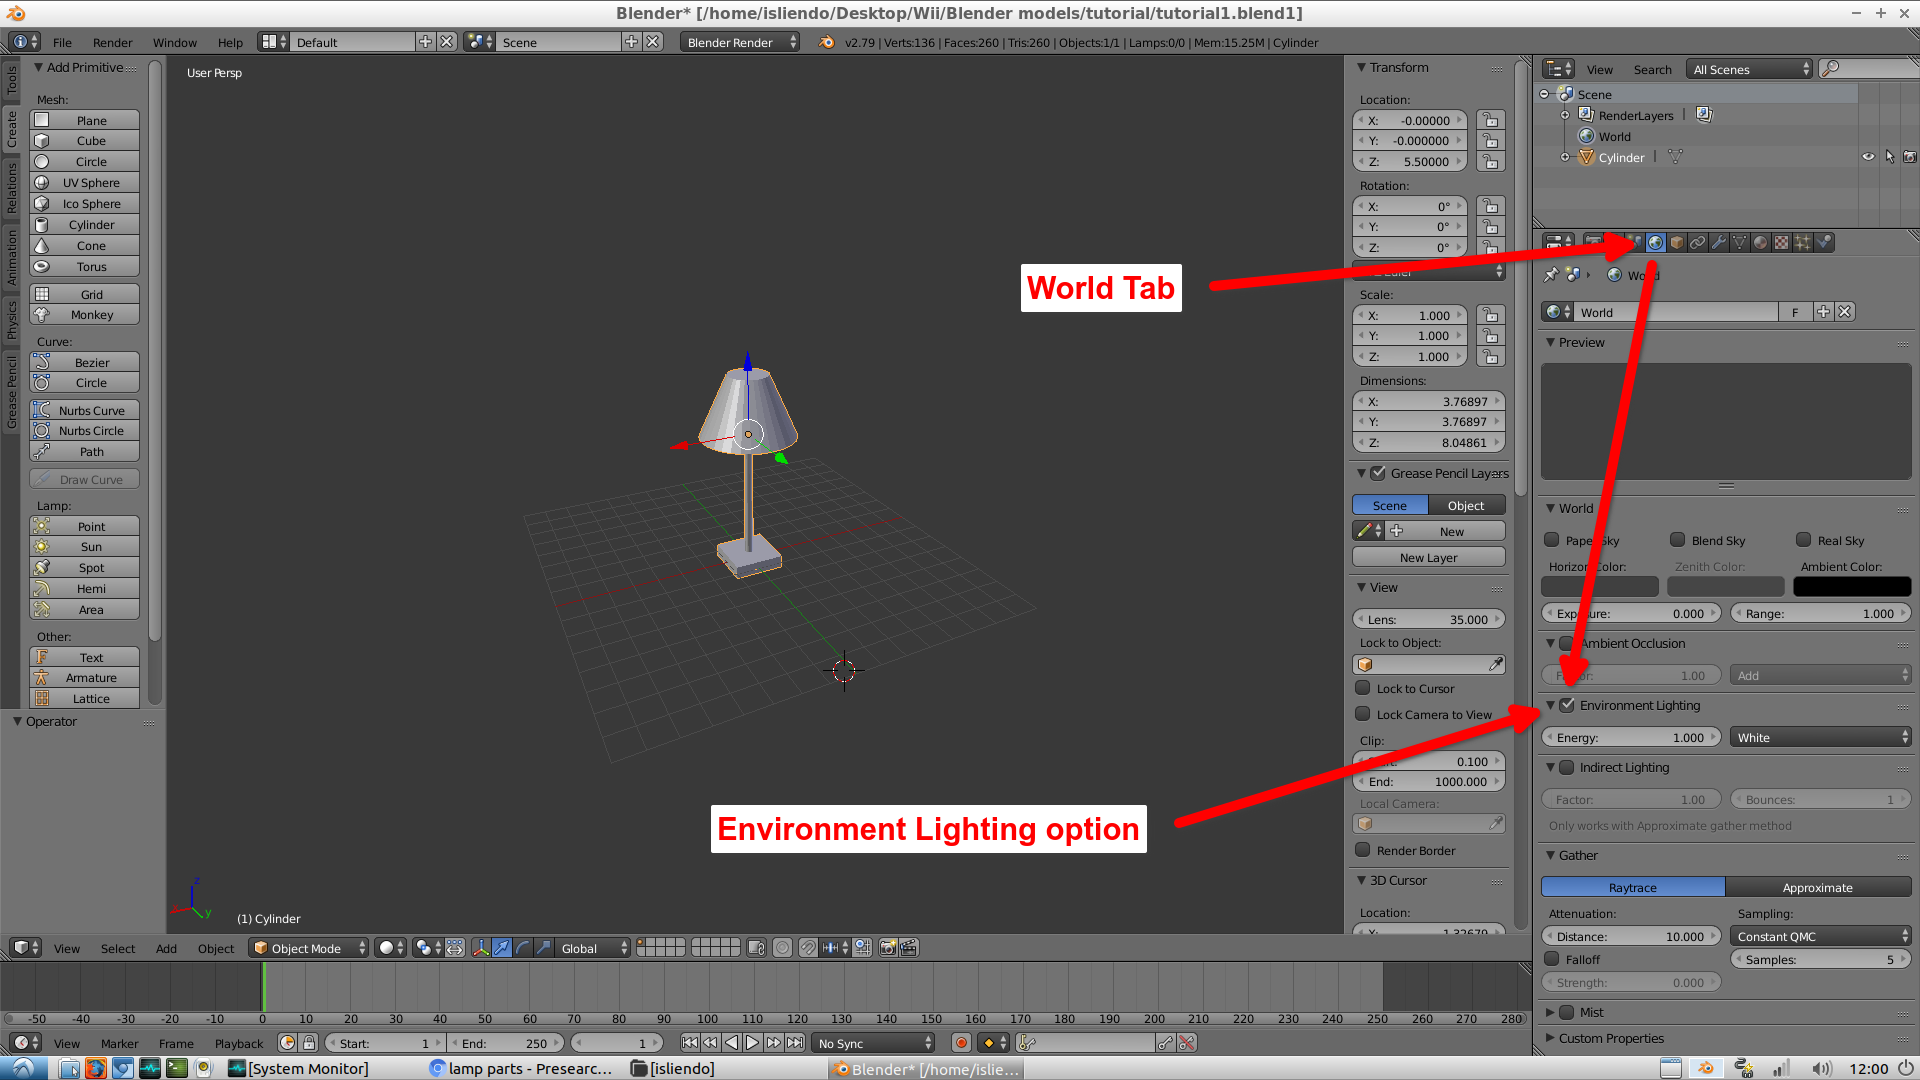 Blender* [/home/isliendo/Desktop/Wii/Blender models/tutorial/tutorial1.blend1]
File Render Window Help Default Scene Blender Render v2.79 | Verts:136 | Faces:260 | Tris:260 | Objects:1/1 | Lamps:0/0 | Mem:15.25M | Cylinder
Tools
Create
Relations
Animation
Physics
Grease Pencil
Add Primitive
Mesh:
Plane
Cube
Circle
UV Sphere
Ico Sphere
Cylinder
Cone
Torus
Grid
Monkey
Curve:
Bezier
Circle
Nurbs Curve
Nurbs Circle
Path
Draw Curve
Lamp:
Point
Sun
Spot
Hemi
Area
Other:
Text
Armature
Lattice
Operator
User Persp
World Tab
Environment Lighting option
z
y
(1) Cylinder
Transform
Location:
X: -0.00000
Y: -0.000000
Z: 5.50000
Rotation:
X: 0°
Y: 0°
Z: 0°
Scale:
X: 1.000
Y: 1.000
Z: 1.000
Dimensions:
X: 3.76897
Y: 3.76897
Z: 8.04861
Grease Pencil Layers
Scene Object
New
New Layer
View
Lens: 35.000
Lock to Object:
Lock to Cursor
Lock Camera to View
Clip:
0.100
End: 1000.000
Local Camera:
Render Border
3D Cursor
Location:
View Search All Scenes
Scene
RenderLayers
World
Cylinder
World
World F
Preview
World
Paper Sky Blend Sky Real Sky
Horizon Color: Zenith Color: Ambient Color:
Exposure: 0.000 Range: 1.000
Ambient Occlusion
1.00 Add
Environment Lighting
Energy: 1.000 White
Indirect Lighting
Factor: 1.00 Bounces: 1
Only works with Approximate gather method
Gather
Raytrace Approximate
Attenuation: Sampling:
Distance: 10.000 Constant QMC
Falloff Samples: 5
Strength: 0.000
Mist
Custom Properties
View Select Add Object Object Mode Global
-50 -40 -30 -20 -10 0 10 20 30 40 50 60 70 80 90 100 110 120 130 140 150 160 170 180 190 200 210 220 230 240 250 260 270 280
View Marker Frame Playback Start: 1 End: 250 1 No Sync
[System Monitor] lamp parts - Presearc... [isliendo] Blender* [/home/islie... 12:00